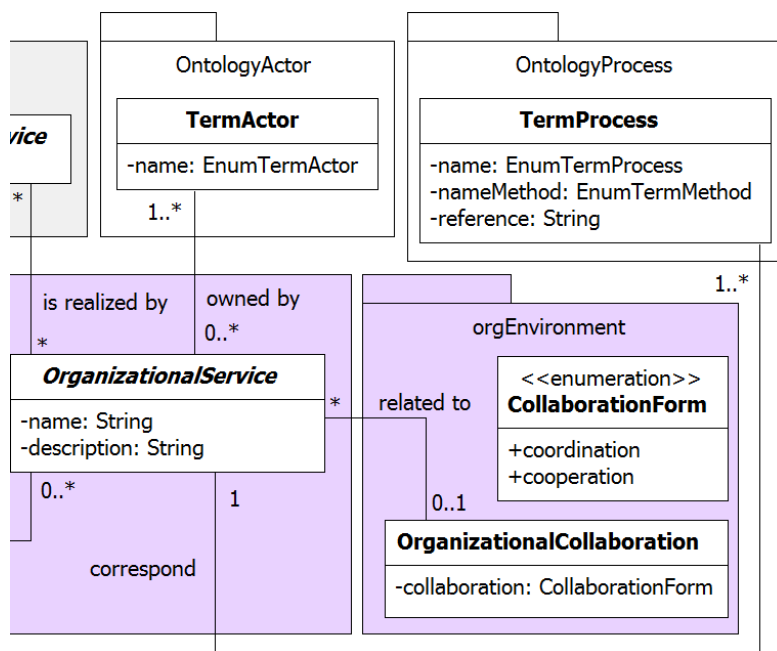 OntologyActor
TermActor
-name: EnumTermActor
1..*
OntologyProcess
TermProcess
-name: EnumTermProcess
-nameMethod: EnumTermMethod
-reference: String
1..*
*
is realized by
owned by
*
0..*
OrganizationalService
-name: String
-description: String
*
related to
0..*
1
correspond
orgEnvironment
<<enumeration>>
CollaborationForm
+coordination
+cooperation
0..1
OrganizationalCollaboration
-collaboration: CollaborationForm